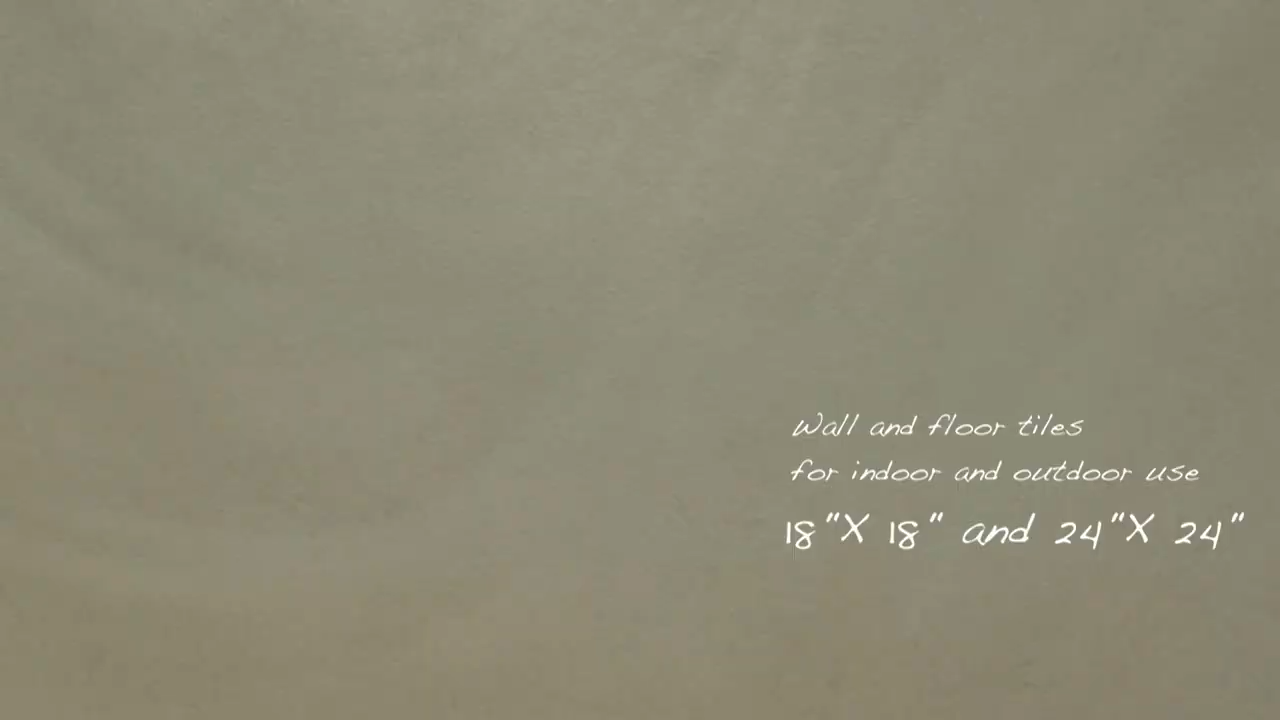 Wall and floor tiles
for indoor and outdoor use
18"X 18" and 24"X 24"